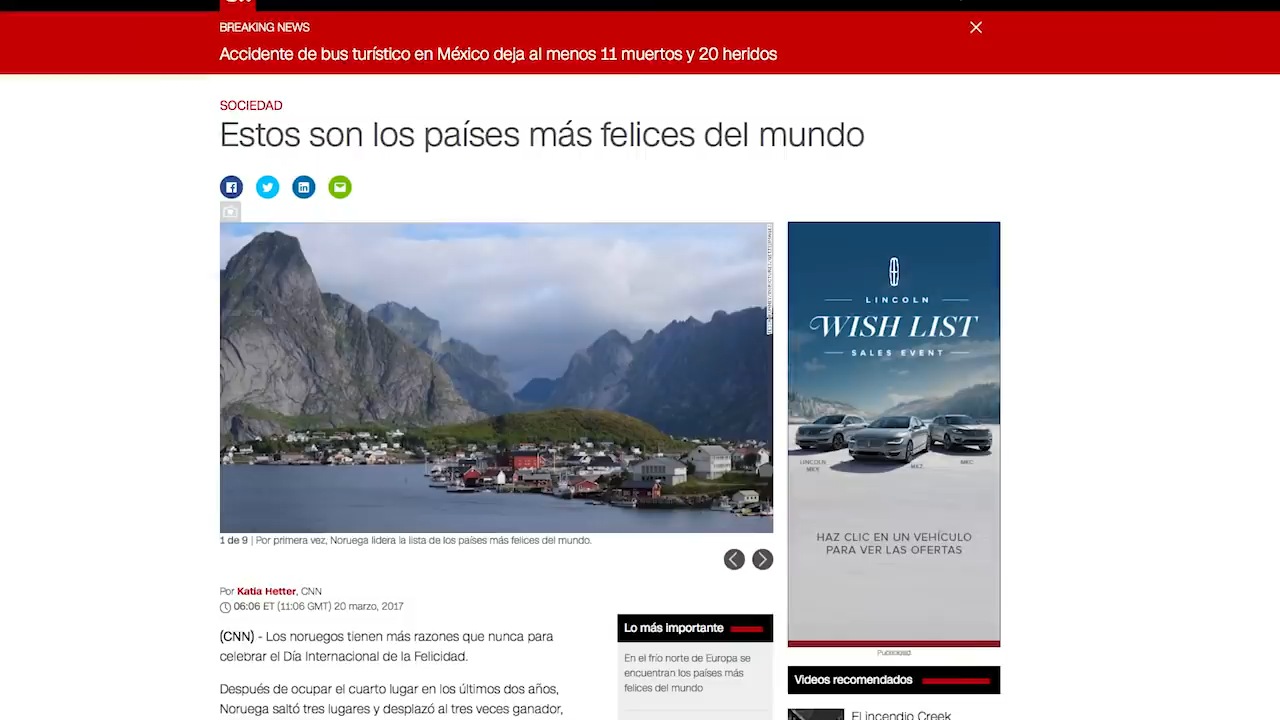 BREAKING NEWS
Accidente de bus turístico en México deja al menos 11 muertos y 20 heridos
SOCIEDAD
Estos son los países más felices del mundo
LINCOLN
WISH LIST
SALES EVENT
LINCOLN
MKX
MKZ
MKC
HAZ CLIC EN UN VEHÍCULO
PARA VER LAS OFERTAS
Publicidad
1 de 9 | Por primera vez, Noruega lidera la lista de los países más felices del mundo.
Por Katia Hetter, CNN
06:06 ET (11:06 GMT) 20 marzo, 2017
(CNN) - Los noruegos tienen más razones que nunca para
celebrar el Día Internacional de la Felicidad.
Después de ocupar el cuarto lugar en los últimos dos años,
Noruega saltó tres lugares y desplazó al tres veces ganador,
Lo más importante
En el frío norte de Europa se
encuentran los países más
felices del mundo
Videos recomendados
El incendio Creek